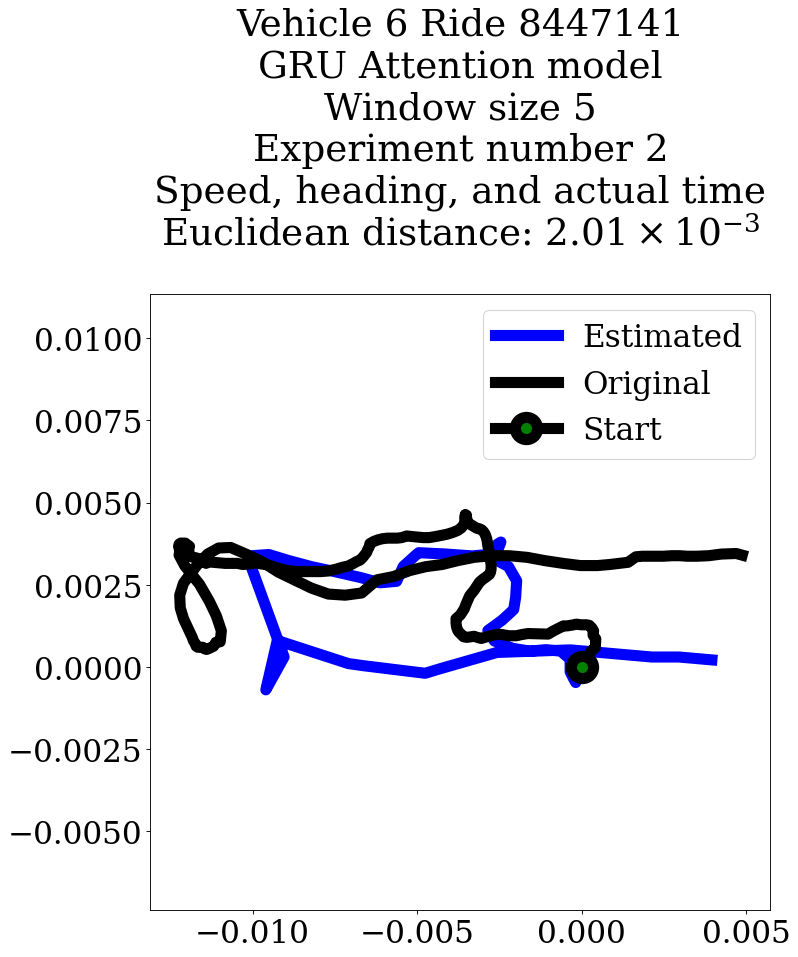 Vehicle 6 Ride 8447141
GRU Attention model
Window size 5
Experiment number 2
Speed, heading, and actual time
Euclidean distance: 2.01 × 10⁻³
Estimated
Original
Start
0.0100
0.0075
0.0050
0.0025
0.0000
−0.0025
−0.0050
−0.010
−0.005
0.000
0.005